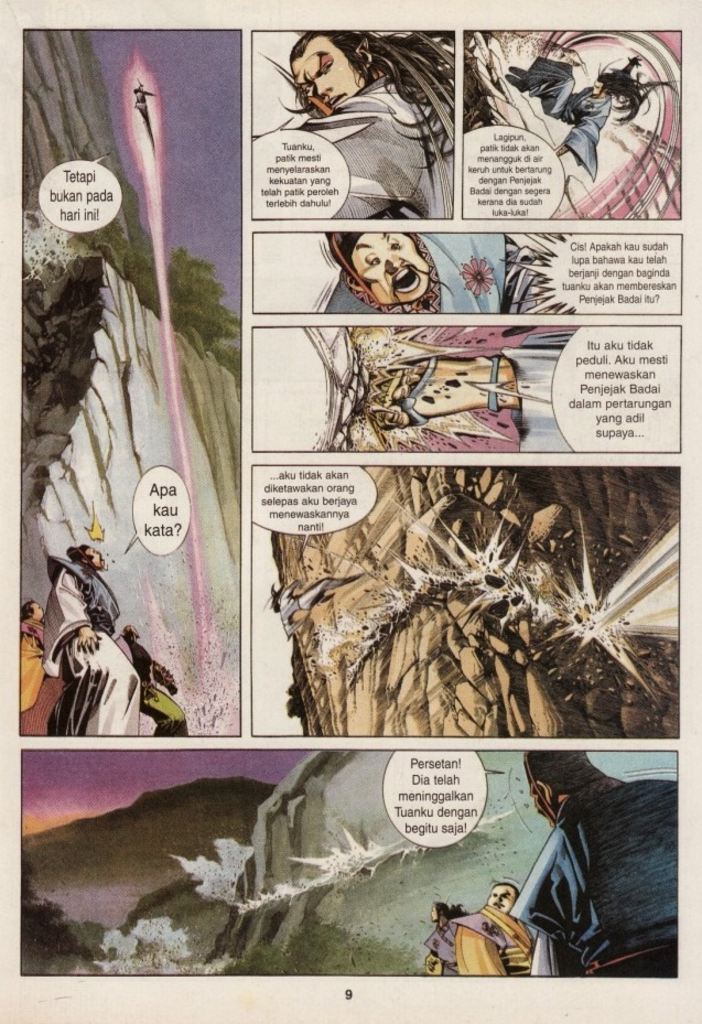 Tetapi
bukan pada
hari ini!
Apa
kau
kata?
Tuanku,
patik mesti
menyelaraskan
kekuatan yang
telah patik peroleh
terlebih dahulu!
Lagipun,
patik tidak akan
menangguk di air
keruh untuk bertarung
dengan Penjejak
Badai dengan segera
kerana dia sudah
luka-luka!
Cis! Apakah kau sudah
lupa bahawa kau telah
berjanji dengan baginda
tuanku akan membereskan
Penjejak Badai itu?
Itu aku tidak
peduli. Aku mesti
menewaskan
Penjejak Badai
dalam pertarungan
yang adil
supaya...
...aku tidak akan
diketawakan orang
selepas aku berjaya
menewaskannya
nanti!
Persetan!
Dia telah
meninggalkan
Tuanku dengan
begitu saja!
9